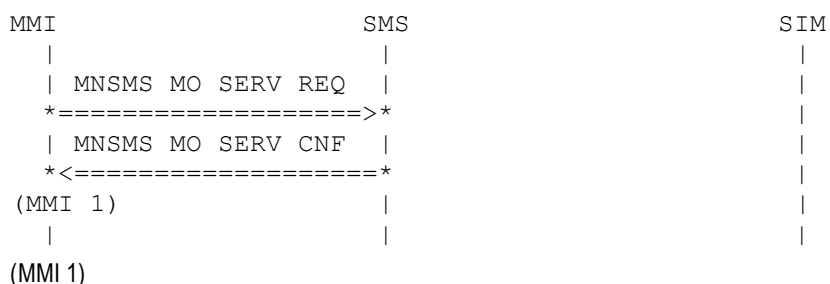 MMI SMS SIM
| | |
| MNSMS MO SERV REQ | |
*===================>* |
| MNSMS MO SERV CNF | |
*<===================* |
(MMI 1) | |
| | |
(MMI 1)